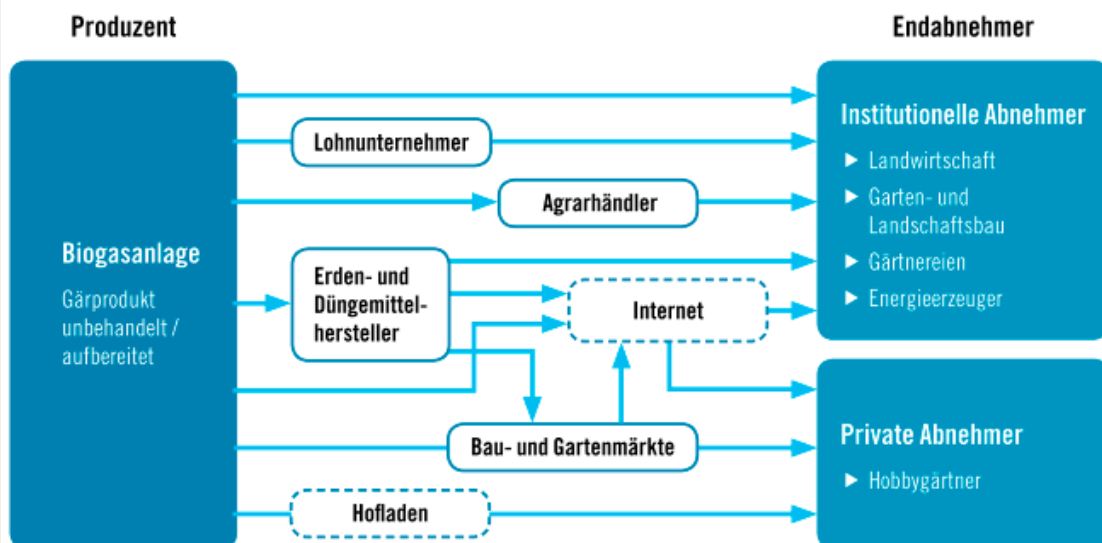 Produzent
Endabnehmer
Biogasanlage
Gärprodukt
unbehandelt /
aufbereitet
Lohnunternehmer
Agrarhändler
Erden- und
Düngemittel-
hersteller
Internet
Bau- und Gartenmärkte
Hofladen
Institutionelle Abnehmer
► Landwirtschaft
► Garten- und
Landschaftsbau
► Gärtnereien
► Energieerzeuger
Private Abnehmer
► Hobbygärtner